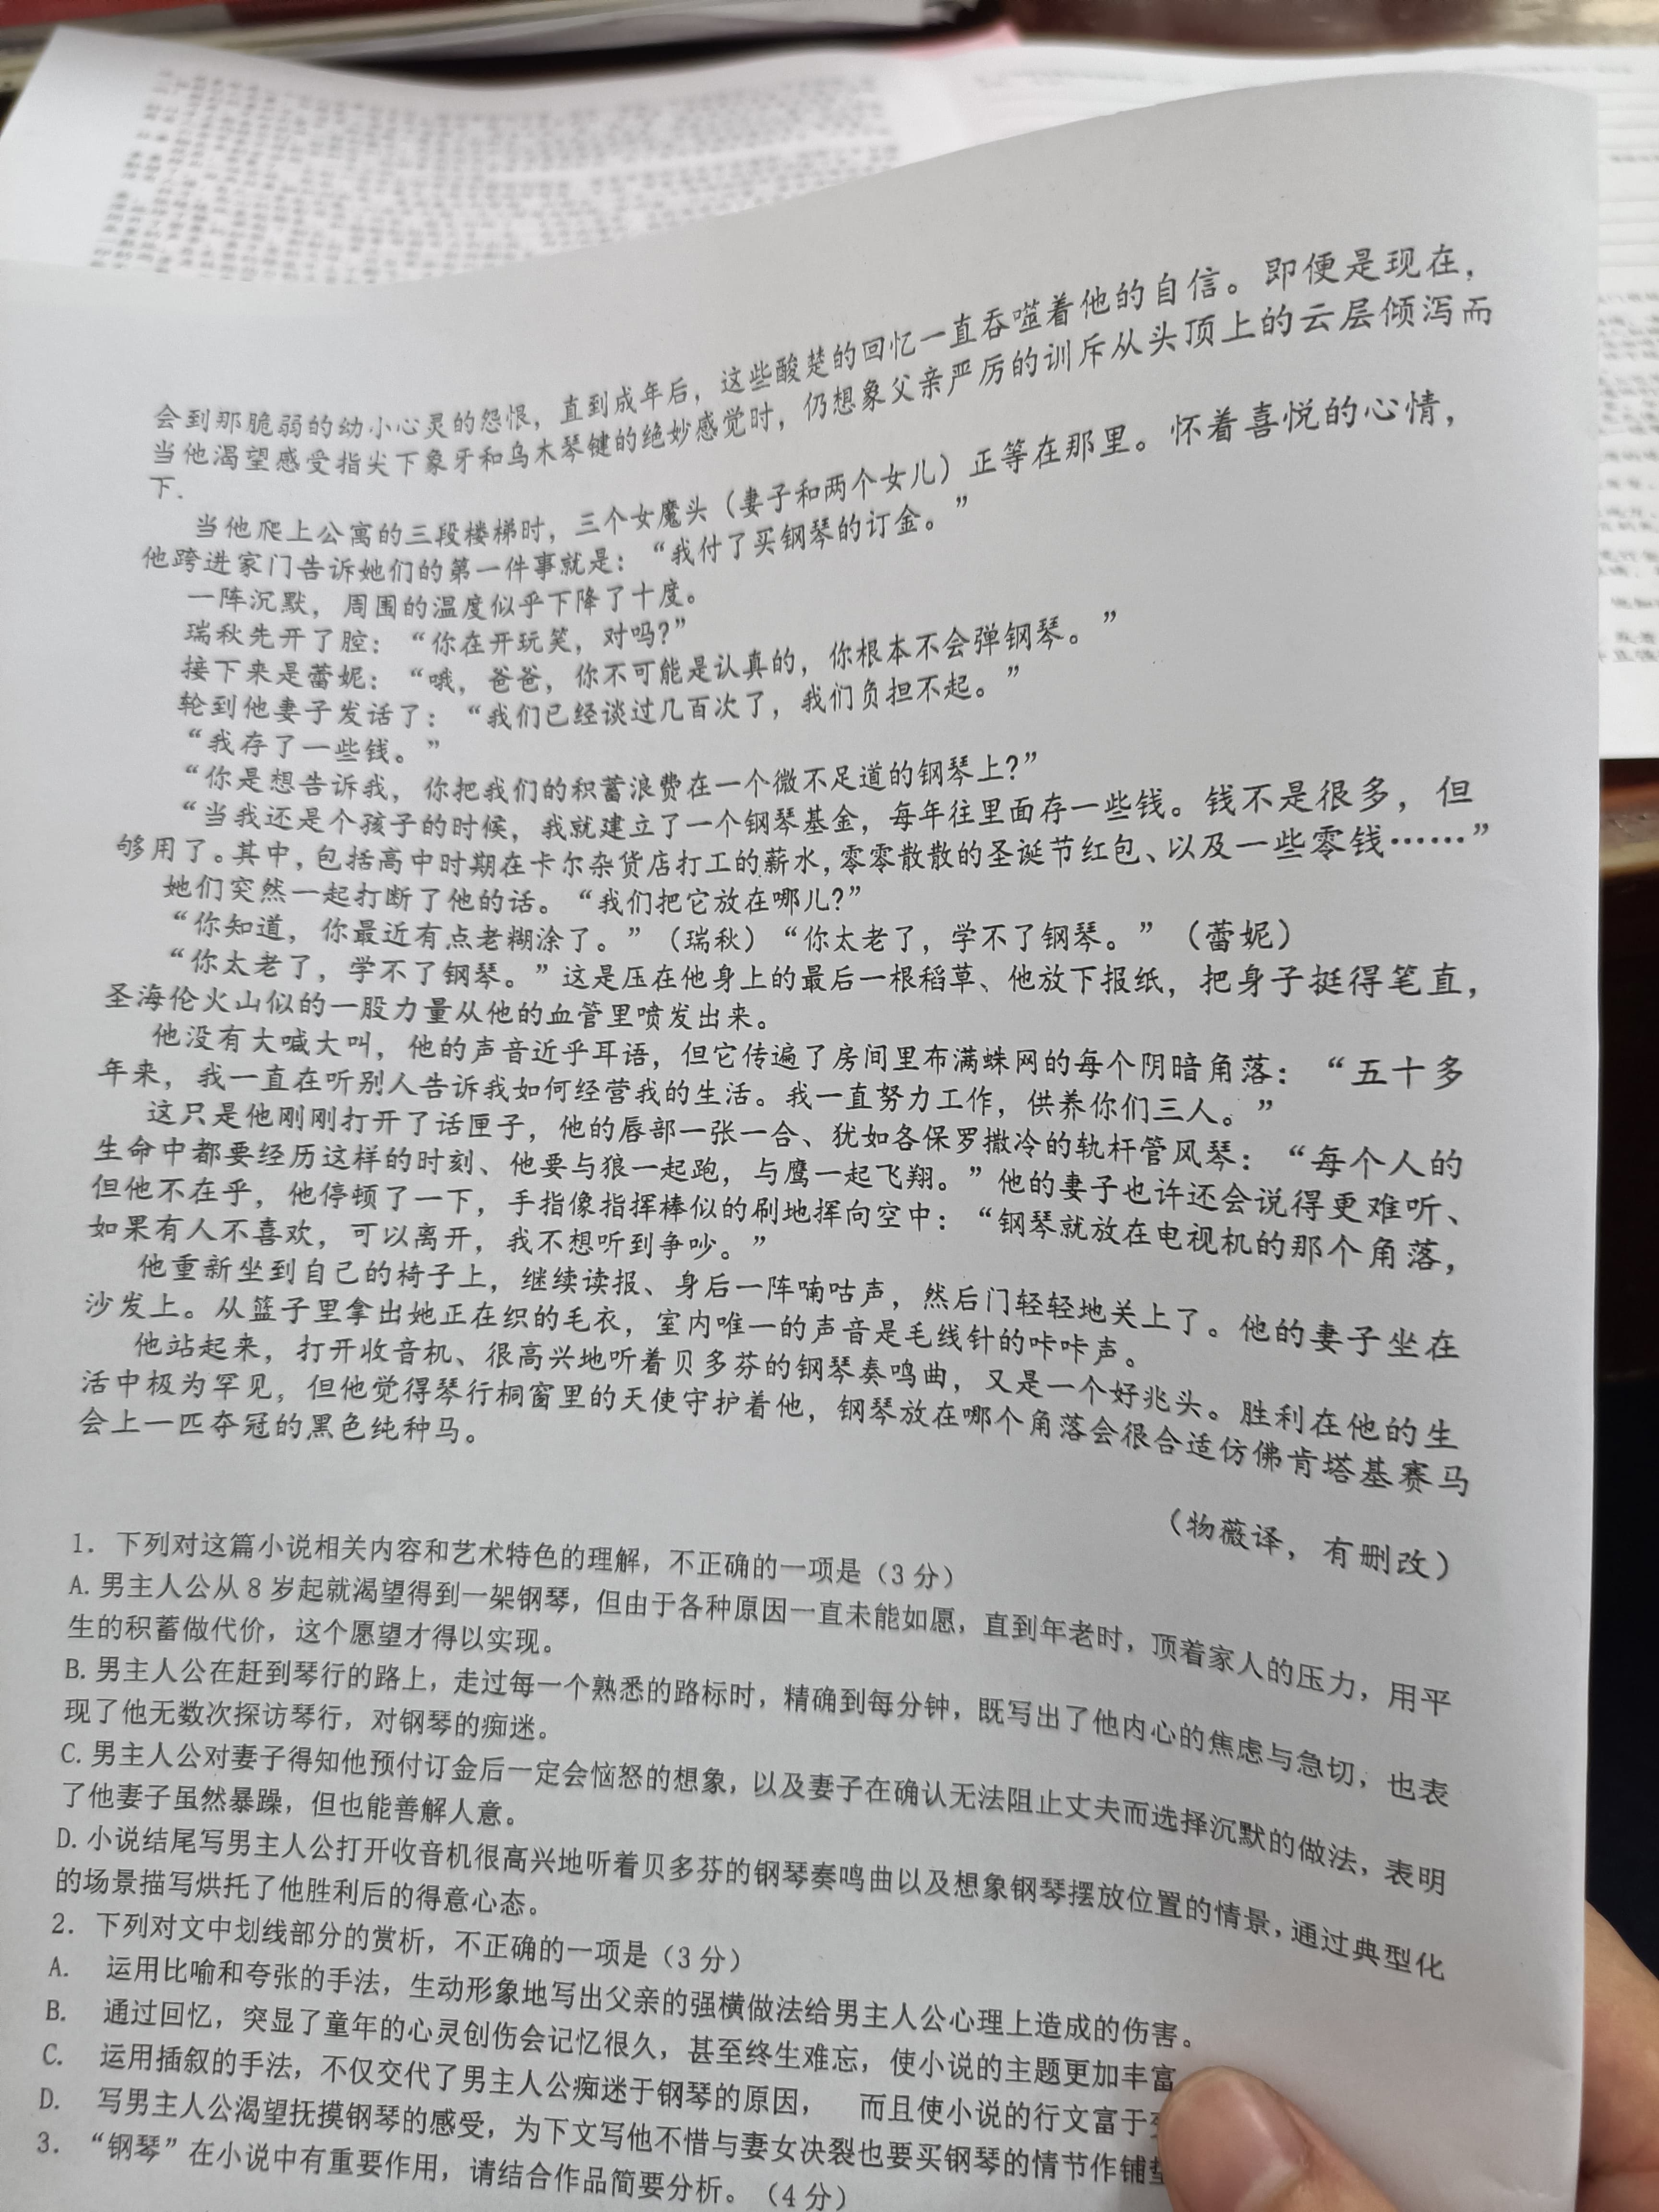 会到那脆弱的幼小心灵的怨恨，直到成年后，这些酸楚的回忆一直吞噬着他的自信。即便是现在，
当他渴望感受指尖下象牙和乌木琴键的绝妙感觉时，仍想象父亲严厉的训斥从头顶上的云层倾泻而
下.
当他爬上公寓的三段楼梯时，三个女魔头（妻子和两个女儿）正等在那里。怀着喜悦的心情，
他跨进家门告诉她们的第一件事就是：“我付了买钢琴的订金。”
一阵沉默，周围的温度似乎下降了十度。
瑞秋先开了腔：“你在开玩笑，对吗？”
接下来是蕾妮：“哦，爸爸，你不可能是认真的，你根本不会弹钢琴。”
轮到他妻子发话了：“我们已经谈过几百次了，我们负担不起。”
“我存了一些钱。”
“你是想告诉我，你把我们的积蓄浪费在一个微不足道的钢琴上？”
“当我还是个孩子的时候，我就建立了一个钢琴基金，每年往里面存一些钱。钱不是很多，但
够用了。其中，包括高中时期在卡尔杂货店打工的薪水，零零散散的圣诞节红包、以及一些零钱……”
她们突然一起打断了他的话。“我们把它放在哪儿？”
“你知道，你最近有点老糊涂了。”（瑞秋）“你太老了，学不了钢琴。”（蕾妮）
“你太老了，学不了钢琴。”这是压在他身上的最后一根稻草、他放下报纸，把身子挺得笔直，
圣海伦火山似的一股力量从他的血管里喷发出来。
他没有大喊大叫，他的声音近乎耳语，但它传遍了房间里布满蛛网的每个阴暗角落：“五十多
年来，我一直在听别人告诉我如何经营我的生活。我一直努力工作，供养你们三人。”
这只是他刚刚打开了话匣子，他的唇部一张一合、犹如各保罗撒冷的轨杆管风琴：“每个人的
生命中都要经历这样的时刻、他要与狼一起跑，与鹰一起飞翔。”他的妻子也许还会说得更难听、
但他不在乎，他停顿了一下，手指像指挥棒似的刷地挥向空中：“钢琴就放在电视机的那个角落，
如果有人不喜欢，可以离开，我不想听到争吵。”
他重新坐到自己的椅子上，继续读报、身后一阵喃咕声，然后门轻轻地关上了。他的妻子坐在
沙发上。从篮子里拿出她正在织的毛衣，室内唯一的声音是毛线针的咔咔声。
他站起来，打开收音机、很高兴地听着贝多芬的钢琴奏鸣曲，又是一个好兆头。胜利在他的生
活中极为罕见，但他觉得琴行桐窗里的天使守护着他，钢琴放在哪个角落会很合适仿佛肯塔基赛马
会上一匹夺冠的黑色纯种马。
（物薇译，有删改）
1. 下列对这篇小说相关内容和艺术特色的理解，不正确的一项是（3分）
A. 男主人公从8岁起就渴望得到一架钢琴，但由于各种原因一直未能如愿，直到年老时，顶着家人的压力，用平
生的积蓄做代价，这个愿望才得以实现。
B. 男主人公在赶到琴行的路上，走过每一个熟悉的路标时，精确到每分钟，既写出了他内心的焦虑与急切，也表
现了他无数次探访琴行，对钢琴的痴迷。
C. 男主人公对妻子得知他预付订金后一定会恼怒的想象，以及妻子在确认无法阻止丈夫而选择沉默的做法，表明
了他妻子虽然暴躁，但也能善解人意。
D. 小说结尾写男主人公打开收音机很高兴地听着贝多芬的钢琴奏鸣曲以及想象钢琴摆放位置的情景，通过典型化
的场景描写烘托了他胜利后的得意心态。
2. 下列对文中划线部分的赏析，不正确的一项是（3分）
A. 运用比喻和夸张的手法，生动形象地写出父亲的强横做法给男主人公心理上造成的伤害。
B. 通过回忆，突显了童年的心灵创伤会记忆很久，甚至终生难忘，使小说的主题更加丰富
C. 运用插叙的手法，不仅交代了男主人公痴迷于钢琴的原因， 而且使小说的行文富于
D. 写男主人公渴望抚摸钢琴的感受，为下文写他不惜与妻女决裂也要买钢琴的情节作铺
3. “钢琴”在小说中有重要作用，请结合作品简要分析。（4分）